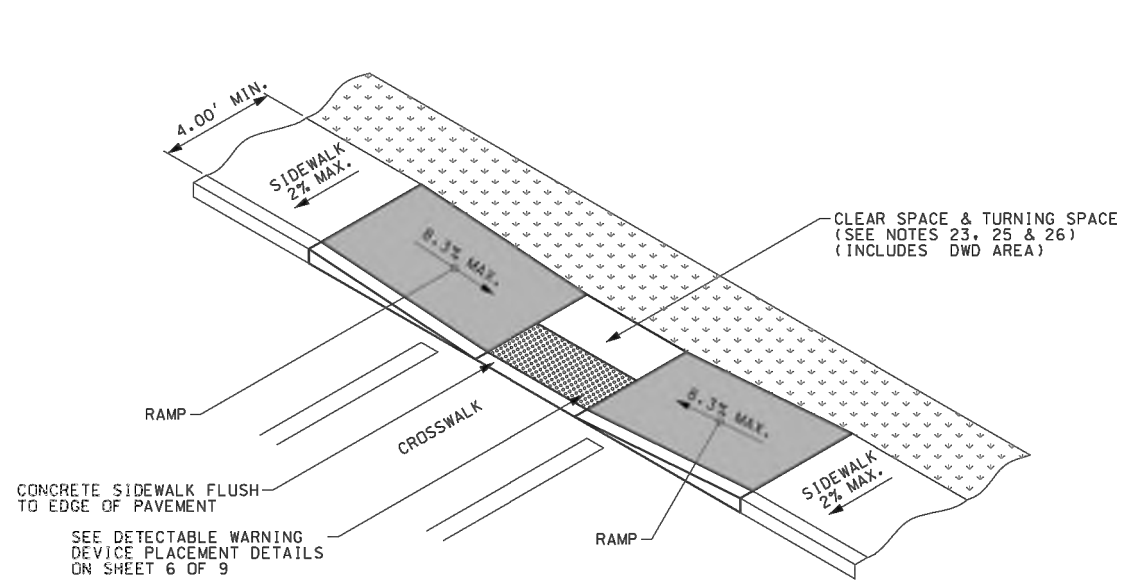 4.00' MIN.
SIDEWALK
2% MAX.
8.3% MAX.
CLEAR SPACE & TURNING SPACE
(SEE NOTES 23, 25 & 26)
(INCLUDES DWD AREA)
RAMP
CROSSWALK
8.3% MAX.
CONCRETE SIDEWALK FLUSH
TO EDGE OF PAVEMENT
SIDEWALK
2% MAX.
SEE DETECTABLE WARNING
DEVICE PLACEMENT DETAILS
ON SHEET 6 OF 9
RAMP